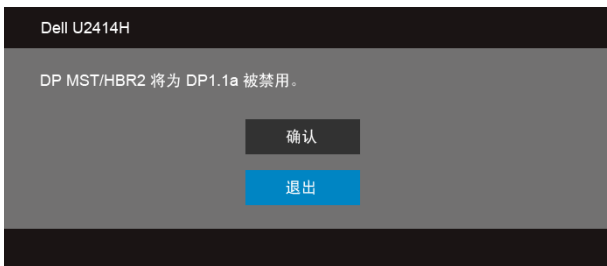 Dell U2414H
DP MST/HBR2 将为 DP1.1a 被禁用。
确认
退出